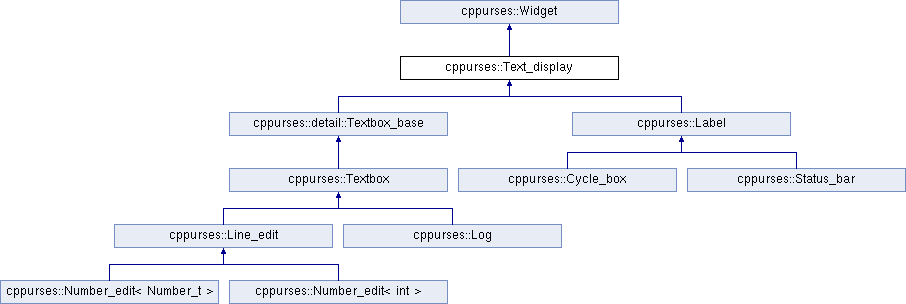 cppurses::Widget
cppurses::Text_display
cppurses::detail::Textbox_base
cppurses::Label
cppurses::Textbox
cppurses::Cycle_box
cppurses::Status_bar
cppurses::Line_edit
cppurses::Log
cppurses::Number_edit< Number_t >
cppurses::Number_edit< int >